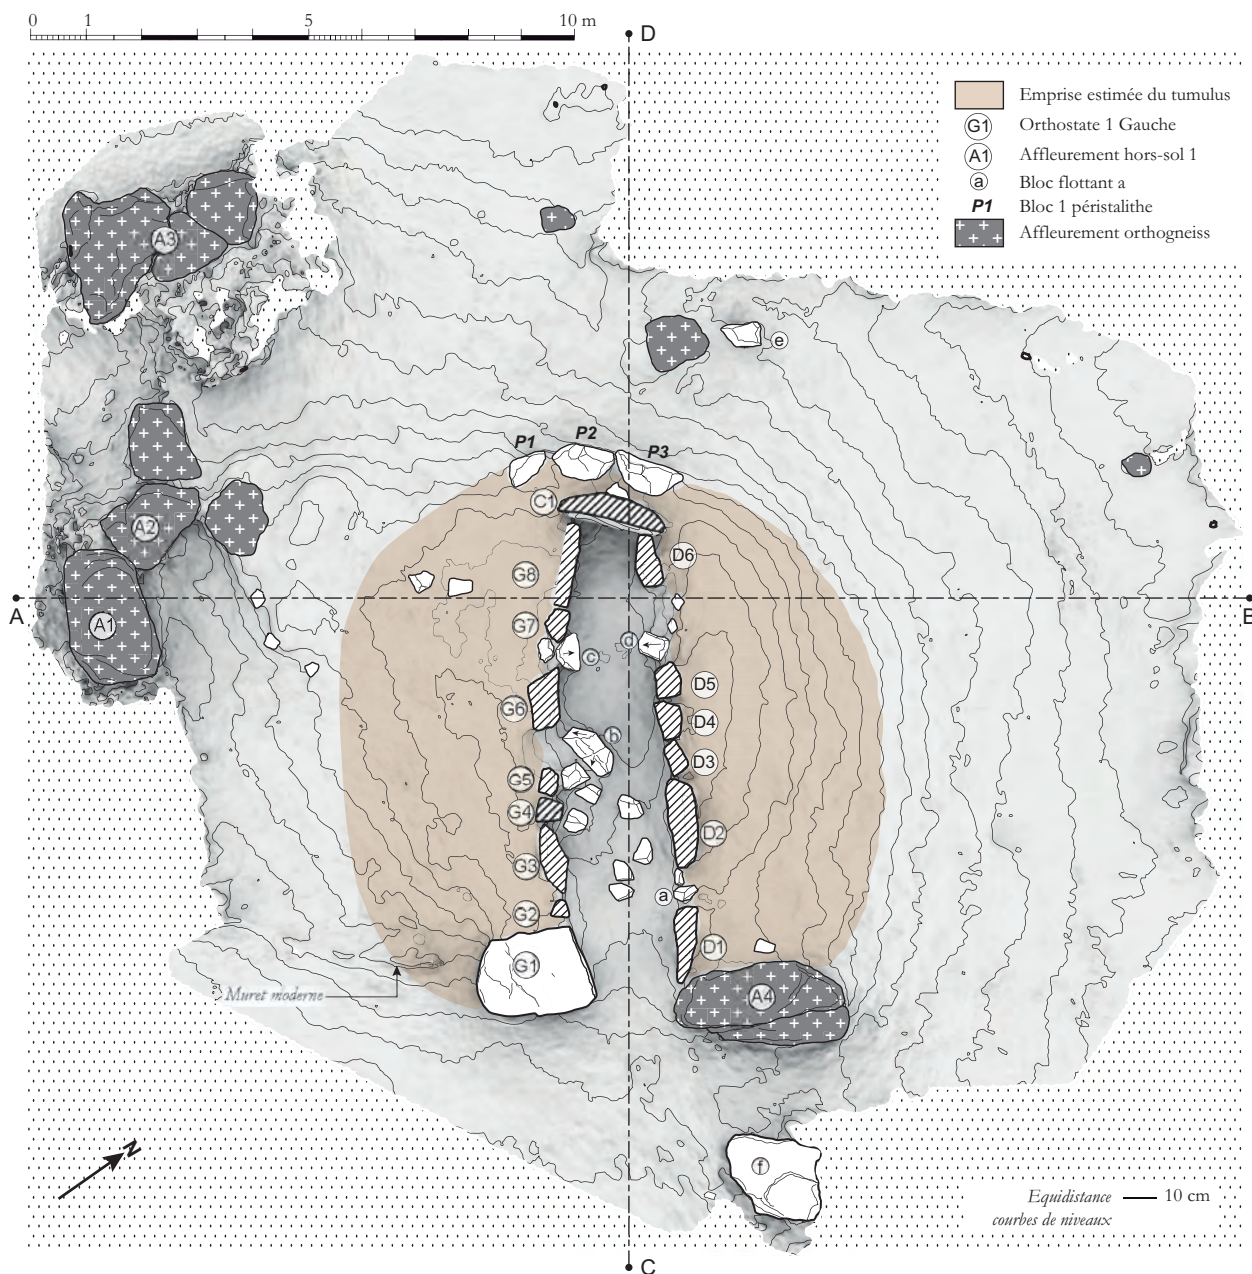 0 1 5 10 m
D
Emprise estimée du tumulus
G1 Orthostate 1 Gauche
A1 Affleurement hors-sol 1
a Bloc flottant a
P1 Bloc 1 péristalithe
Affleurement orthogneiss
A3
e
P1 P2 P3
C1
A2
D6
G8
A B
A1
G7
d
c
D5
G6
D4
b
D3
G5
G4
D2
G3
a
G2
D1
G1
Muret moderne
A4
N
f
Equidistance 10 cm
courbes de niveaux
C